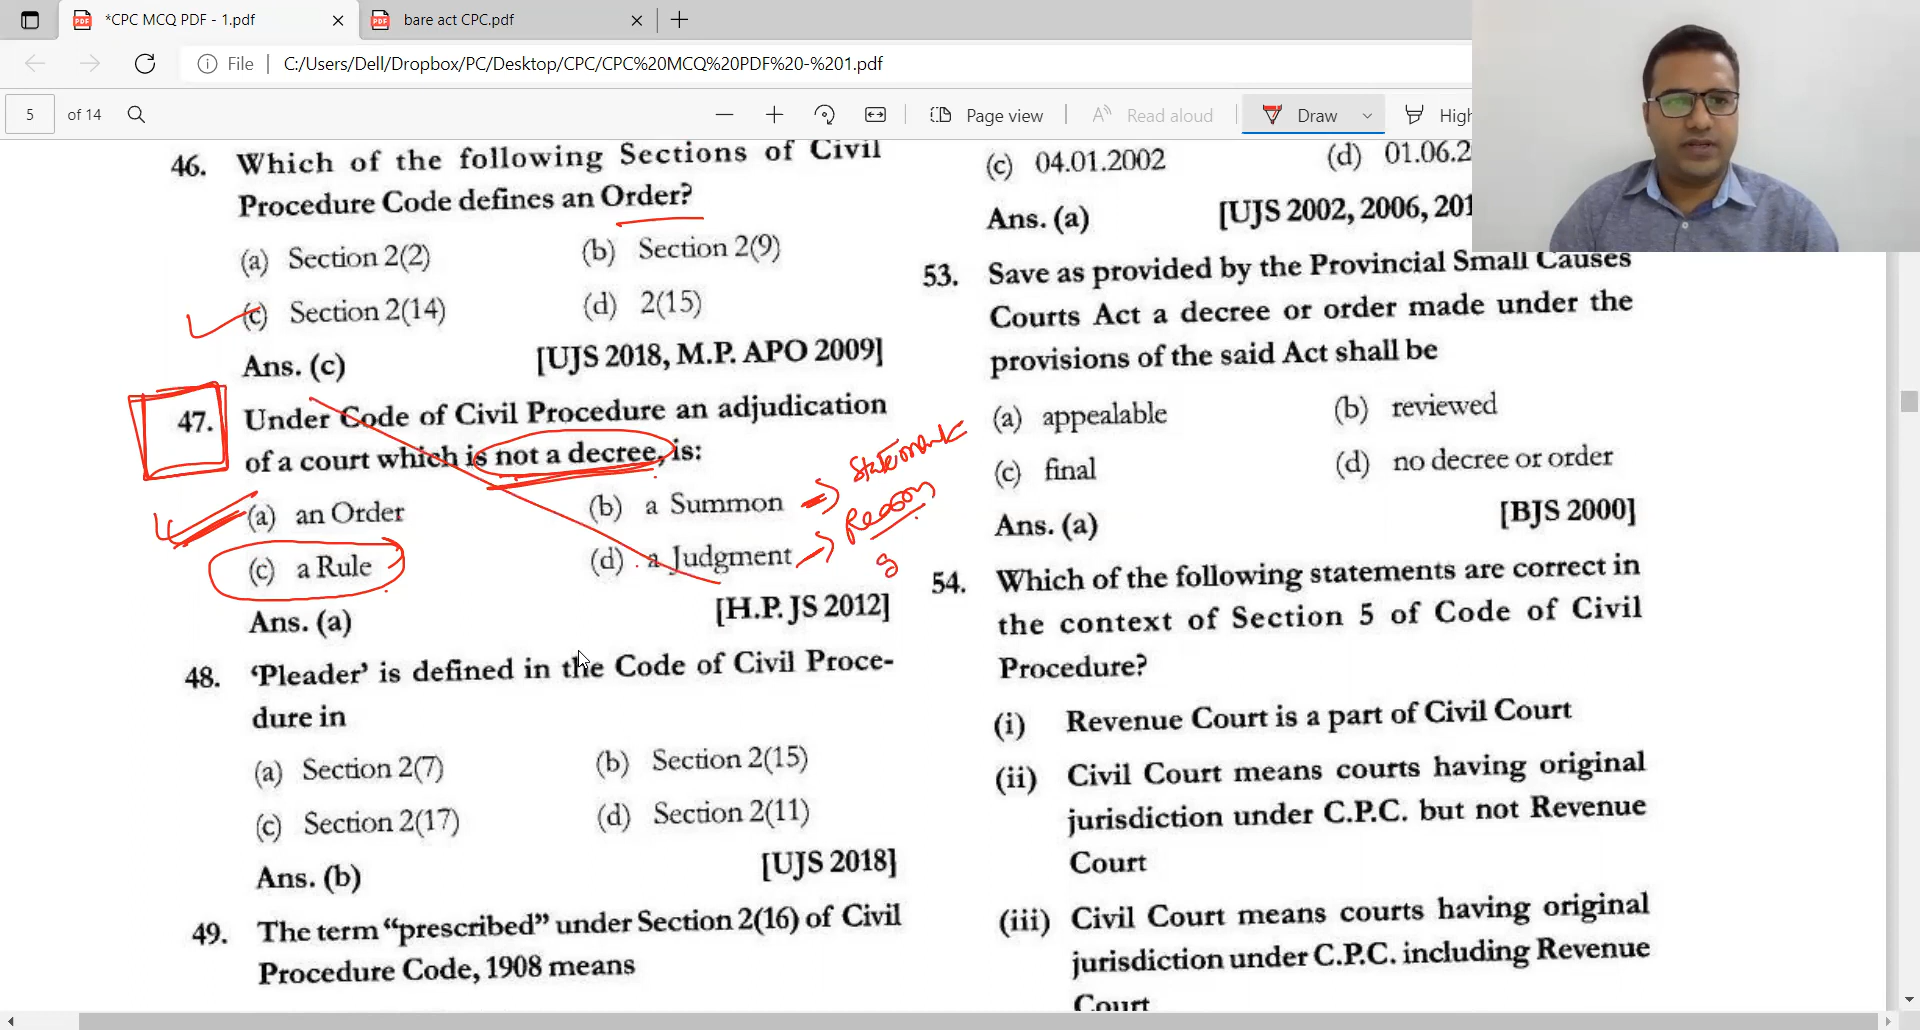 *CPC MCQ PDF - 1.pdf
bare act CPC.pdf
File
C:/Users/Dell/Dropbox/PC/Desktop/CPC/CPC%20MCQ%20PDF%20-%201.pdf
5 of 14
Page view
Read aloud
Draw
High
46. Which of the following Sections of Civil
Procedure Code defines an Order?
(a) Section 2(2) (b) Section 2(9)
(c) Section 2(14) (d) 2(15)
Ans. (c) [UJS 2018, M.P. APO 2009]
47. Under Code of Civil Procedure an adjudication
of a court which is not a decree, is:
(a) an Order (b) a Summon
(c) a Rule (d) a Judgment
Statement
Reason
Ans. (a) [H.P. JS 2012]
48. ‘Pleader’ is defined in the Code of Civil Proce-
dure in
(a) Section 2(7) (b) Section 2(15)
(c) Section 2(17) (d) Section 2(11)
Ans. (b) [UJS 2018]
49. The term “prescribed” under Section 2(16) of Civil
Procedure Code, 1908 means
(c) 04.01.2002 (d) 01.06.2
Ans. (a) [UJS 2002, 2006, 201
53. Save as provided by the Provincial Small Causes
Courts Act a decree or order made under the
provisions of the said Act shall be
(a) appealable (b) reviewed
(c) final (d) no decree or order
Ans. (a) [BJS 2000]
54. Which of the following statements are correct in
the context of Section 5 of Code of Civil
Procedure?
(i) Revenue Court is a part of Civil Court
(ii) Civil Court means courts having original
jurisdiction under C.P.C. but not Revenue
Court
(iii) Civil Court means courts having original
jurisdiction under C.P.C. including Revenue
Court